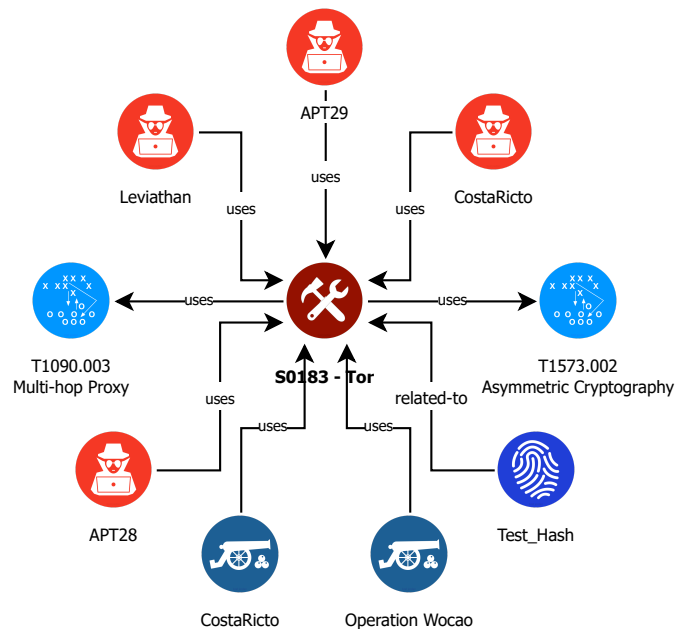 APT29
Leviathan
CostaRicto
uses
uses
uses
uses
uses
T1090.003
Multi-hop Proxy
S0183 - Tor
T1573.002
Asymmetric Cryptography
uses
related-to
uses
uses
APT28
Test_Hash
CostaRicto
Operation Wocao